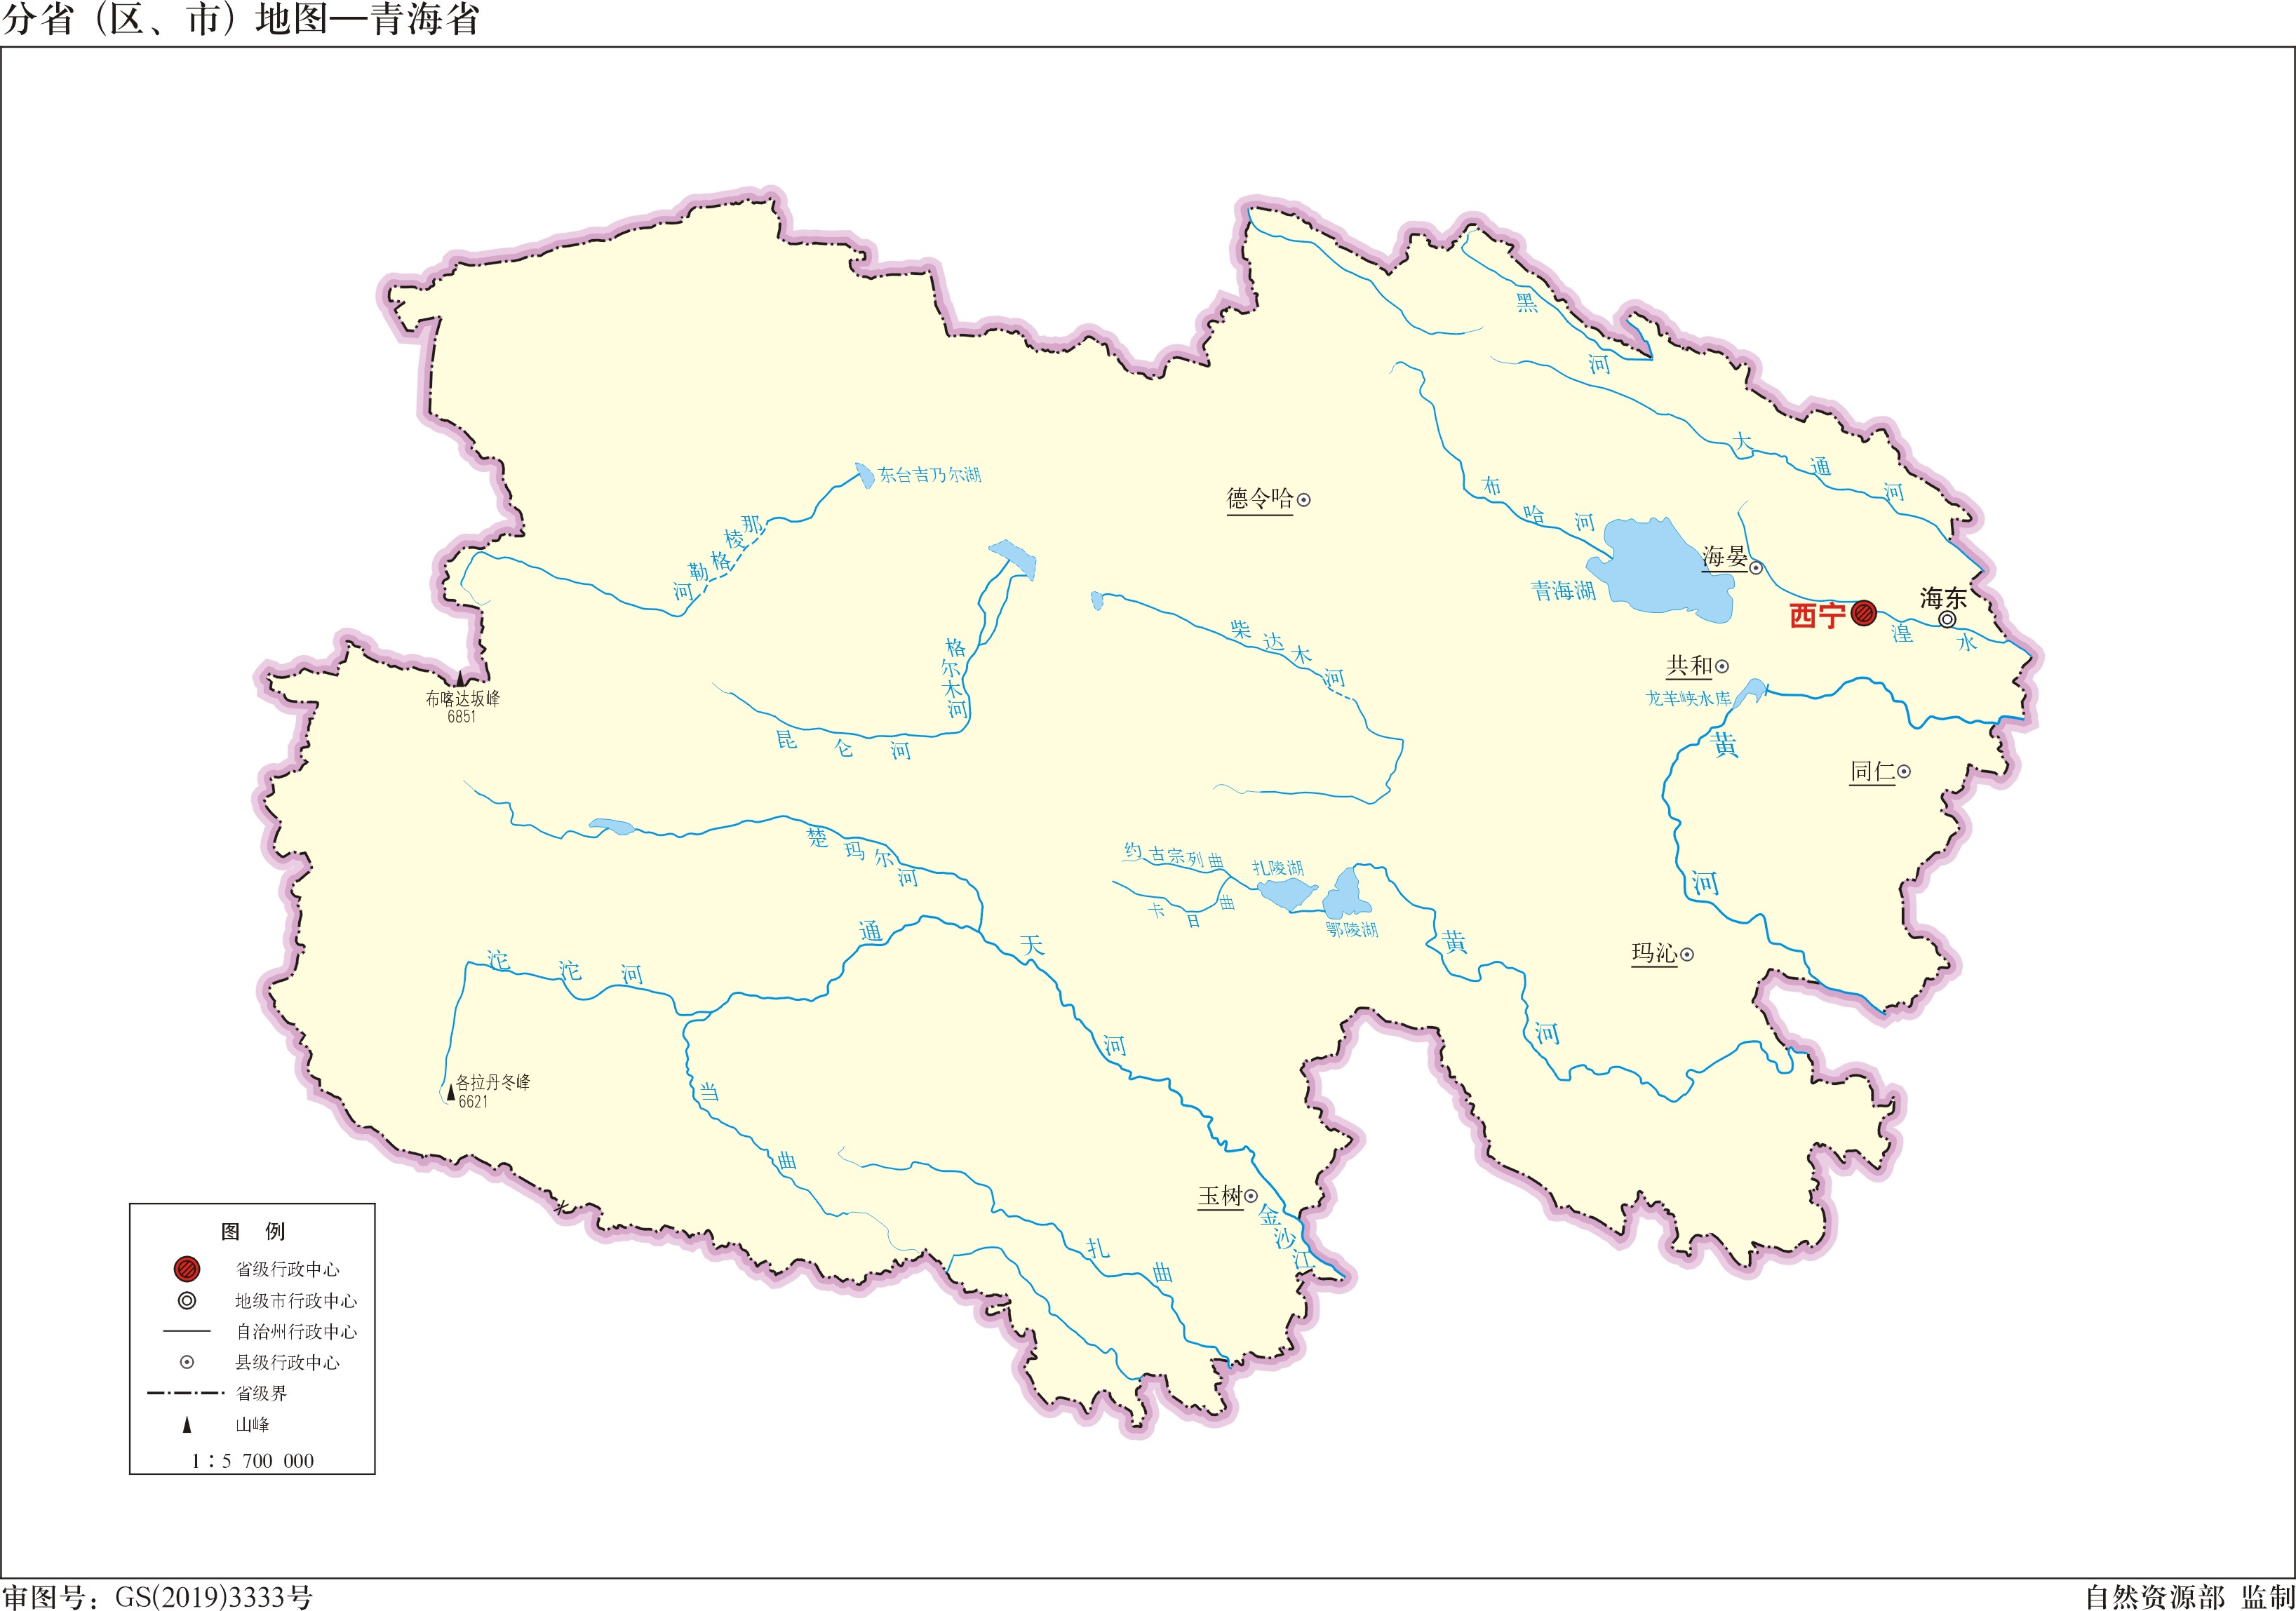 分省（区、市）地图—青海省
黑
河
大
通
河
东台吉乃尔湖
德令哈
布
哈
河
那
棱
格
勒
河
海晏
青海湖
海东
西宁
湟
水
格
尔
木
河
柴
达
木
河
共和
龙羊峡水库
布喀达坂峰
6851
昆
仑
河
黄
同仁
楚
玛
尔
河
约
古
宗
列
曲
扎陵湖
河
卡
日
曲
鄂陵湖
通
天
黄
玛沁
沱
沱
河
河
河
各拉丹冬峰
6621
当
曲
玉树
金
沙
江
扎
曲
图 例
省级行政中心
地级市行政中心
自治州行政中心
县级行政中心
省级界
山峰
1：5 700 000
审图号：GS(2019)3333号
自然资源部 监制